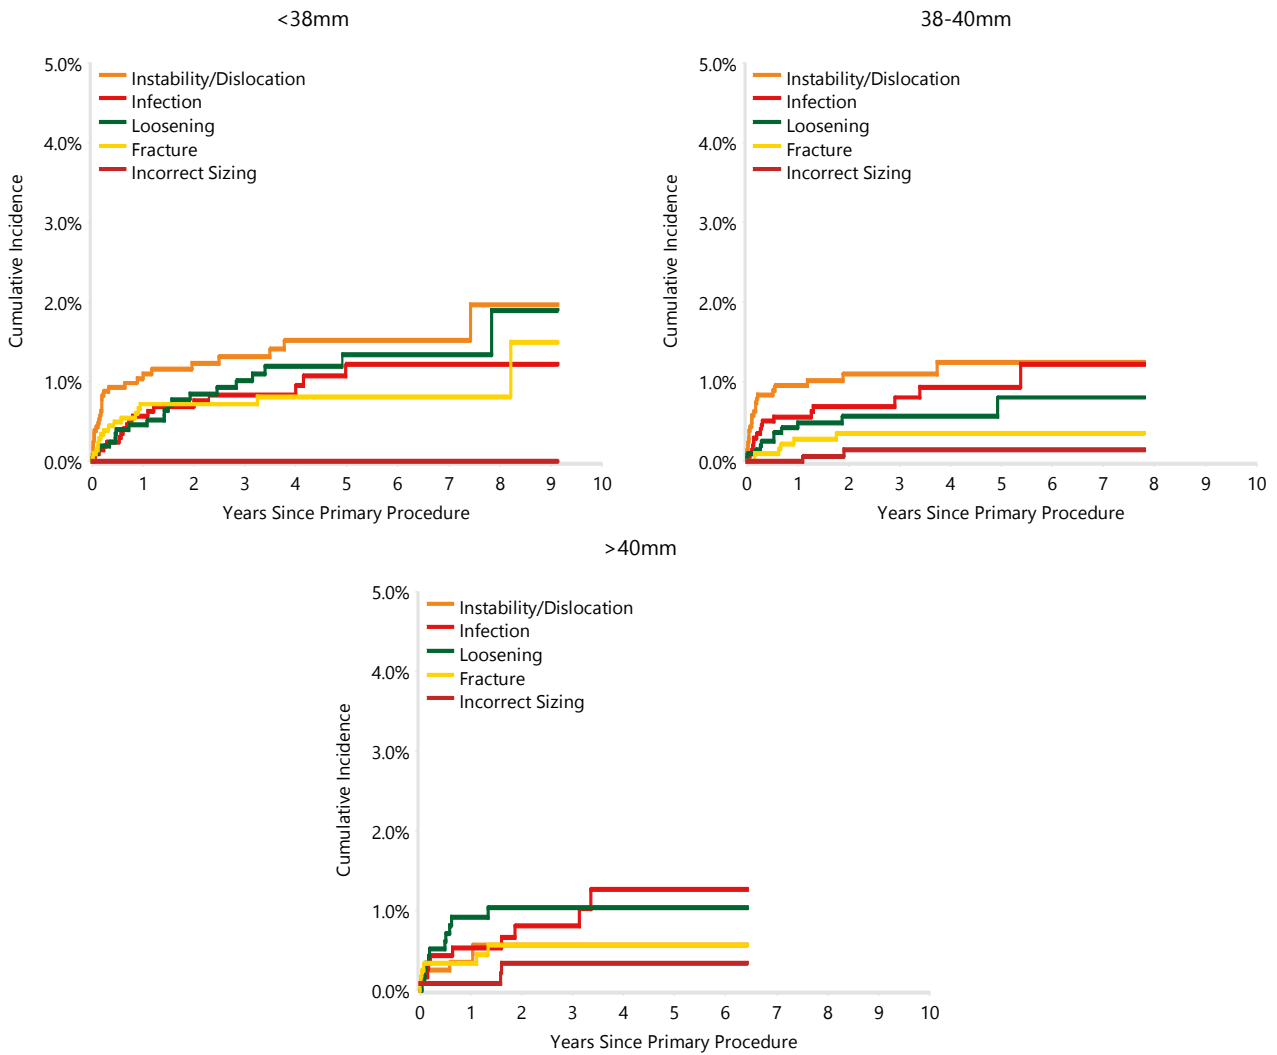 <38mm
5.0%
4.0%
3.0%
2.0%
1.0%
0.0%
Cumulative Incidence
Instability/Dislocation
Infection
Loosening
Fracture
Incorrect Sizing
0 1 2 3 4 5 6 7 8 9 10
Years Since Primary Procedure
38-40mm
5.0%
4.0%
3.0%
2.0%
1.0%
0.0%
Cumulative Incidence
Instability/Dislocation
Infection
Loosening
Fracture
Incorrect Sizing
0 1 2 3 4 5 6 7 8 9 10
Years Since Primary Procedure
>40mm
5.0%
4.0%
3.0%
2.0%
1.0%
0.0%
Cumulative Incidence
Instability/Dislocation
Infection
Loosening
Fracture
Incorrect Sizing
0 1 2 3 4 5 6 7 8 9 10
Years Since Primary Procedure